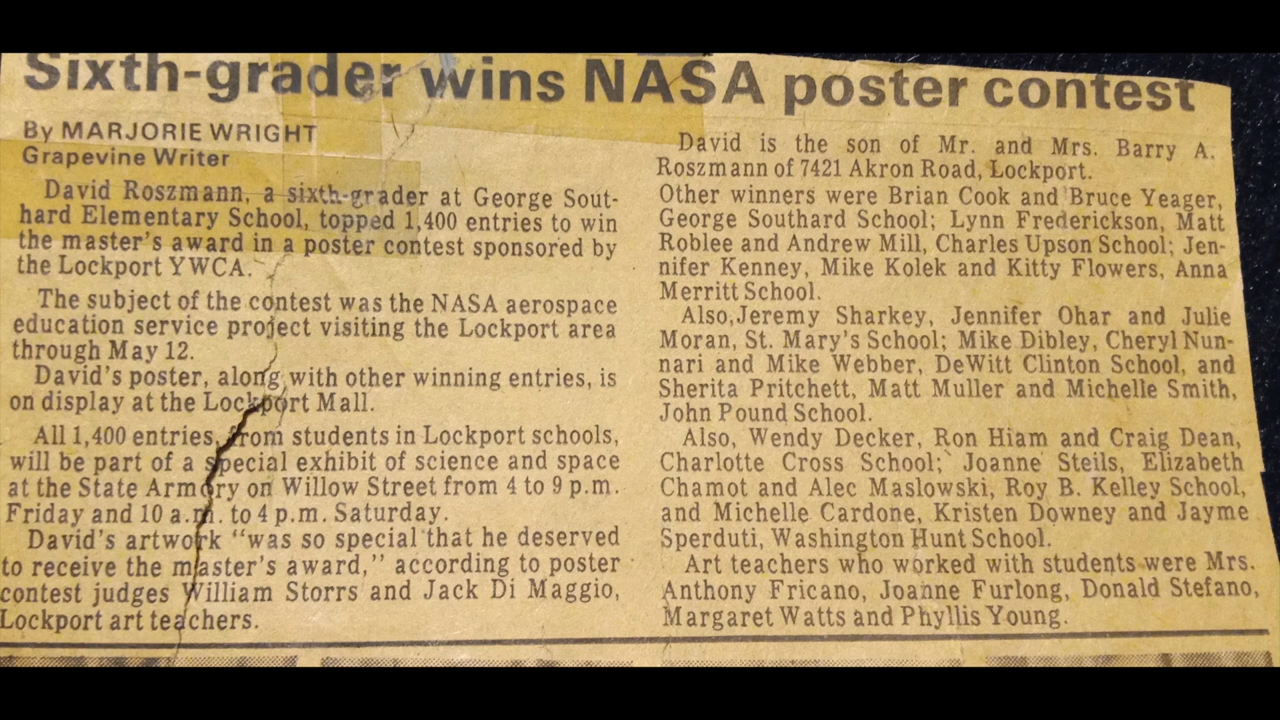 Sixth-grader wins NASA poster contest
By MARJORIE WRIGHT
Grapevine Writer
David Roszmann, a sixth-grader at George Sout-
hard Elementary School, topped 1,400 entries to win
the master's award in a poster contest sponsored by
the Lockport YWCA.
The subject of the contest was the NASA aerospace
education service project visiting the Lockport area
through May 12.
David's poster, along with other winning entries, is
on display at the Lockport Mall.
All 1,400 entries, from students in Lockport schools,
will be part of a special exhibit of science and space
at the State Armory on Willow Street from 4 to 9 p.m.
Friday and 10 a.m. to 4 p.m. Saturday.
David's artwork "was so special that he deserved
to receive the master's award," according to poster
contest judges William Storrs and Jack Di Maggio,
Lockport art teachers.
David is the son of Mr. and Mrs. Barry A.
Roszmann of 7421 Akron Road, Lockport.
Other winners were Brian Cook and Bruce Yeager,
George Southard School; Lynn Frederickson, Matt
Roblee and Andrew Mill, Charles Upson School; Jen-
nifer Kenney, Mike Kolek and Kitty Flowers, Anna
Merritt School.
Also, Jeremy Sharkey, Jennifer Ohar and Julie
Moran, St. Mary's School; Mike Dibley, Cheryl Nun-
nari and Mike Webber, DeWitt Clinton School, and
Sherita Pritchett, Matt Muller and Michelle Smith,
John Pound School.
Also, Wendy Decker, Ron Hiam and Craig Dean,
Charlotte Cross School; Joanne Steils, Elizabeth
Chamot and Alec Maslowski, Roy B. Kelley School,
and Michelle Cardone, Kristen Downey and Jayme
Sperduti, Washington Hunt School.
Art teachers who worked with students were Mrs.
Anthony Fricano, Joanne Furlong, Donald Stefano,
Margaret Watts and Phyllis Young.